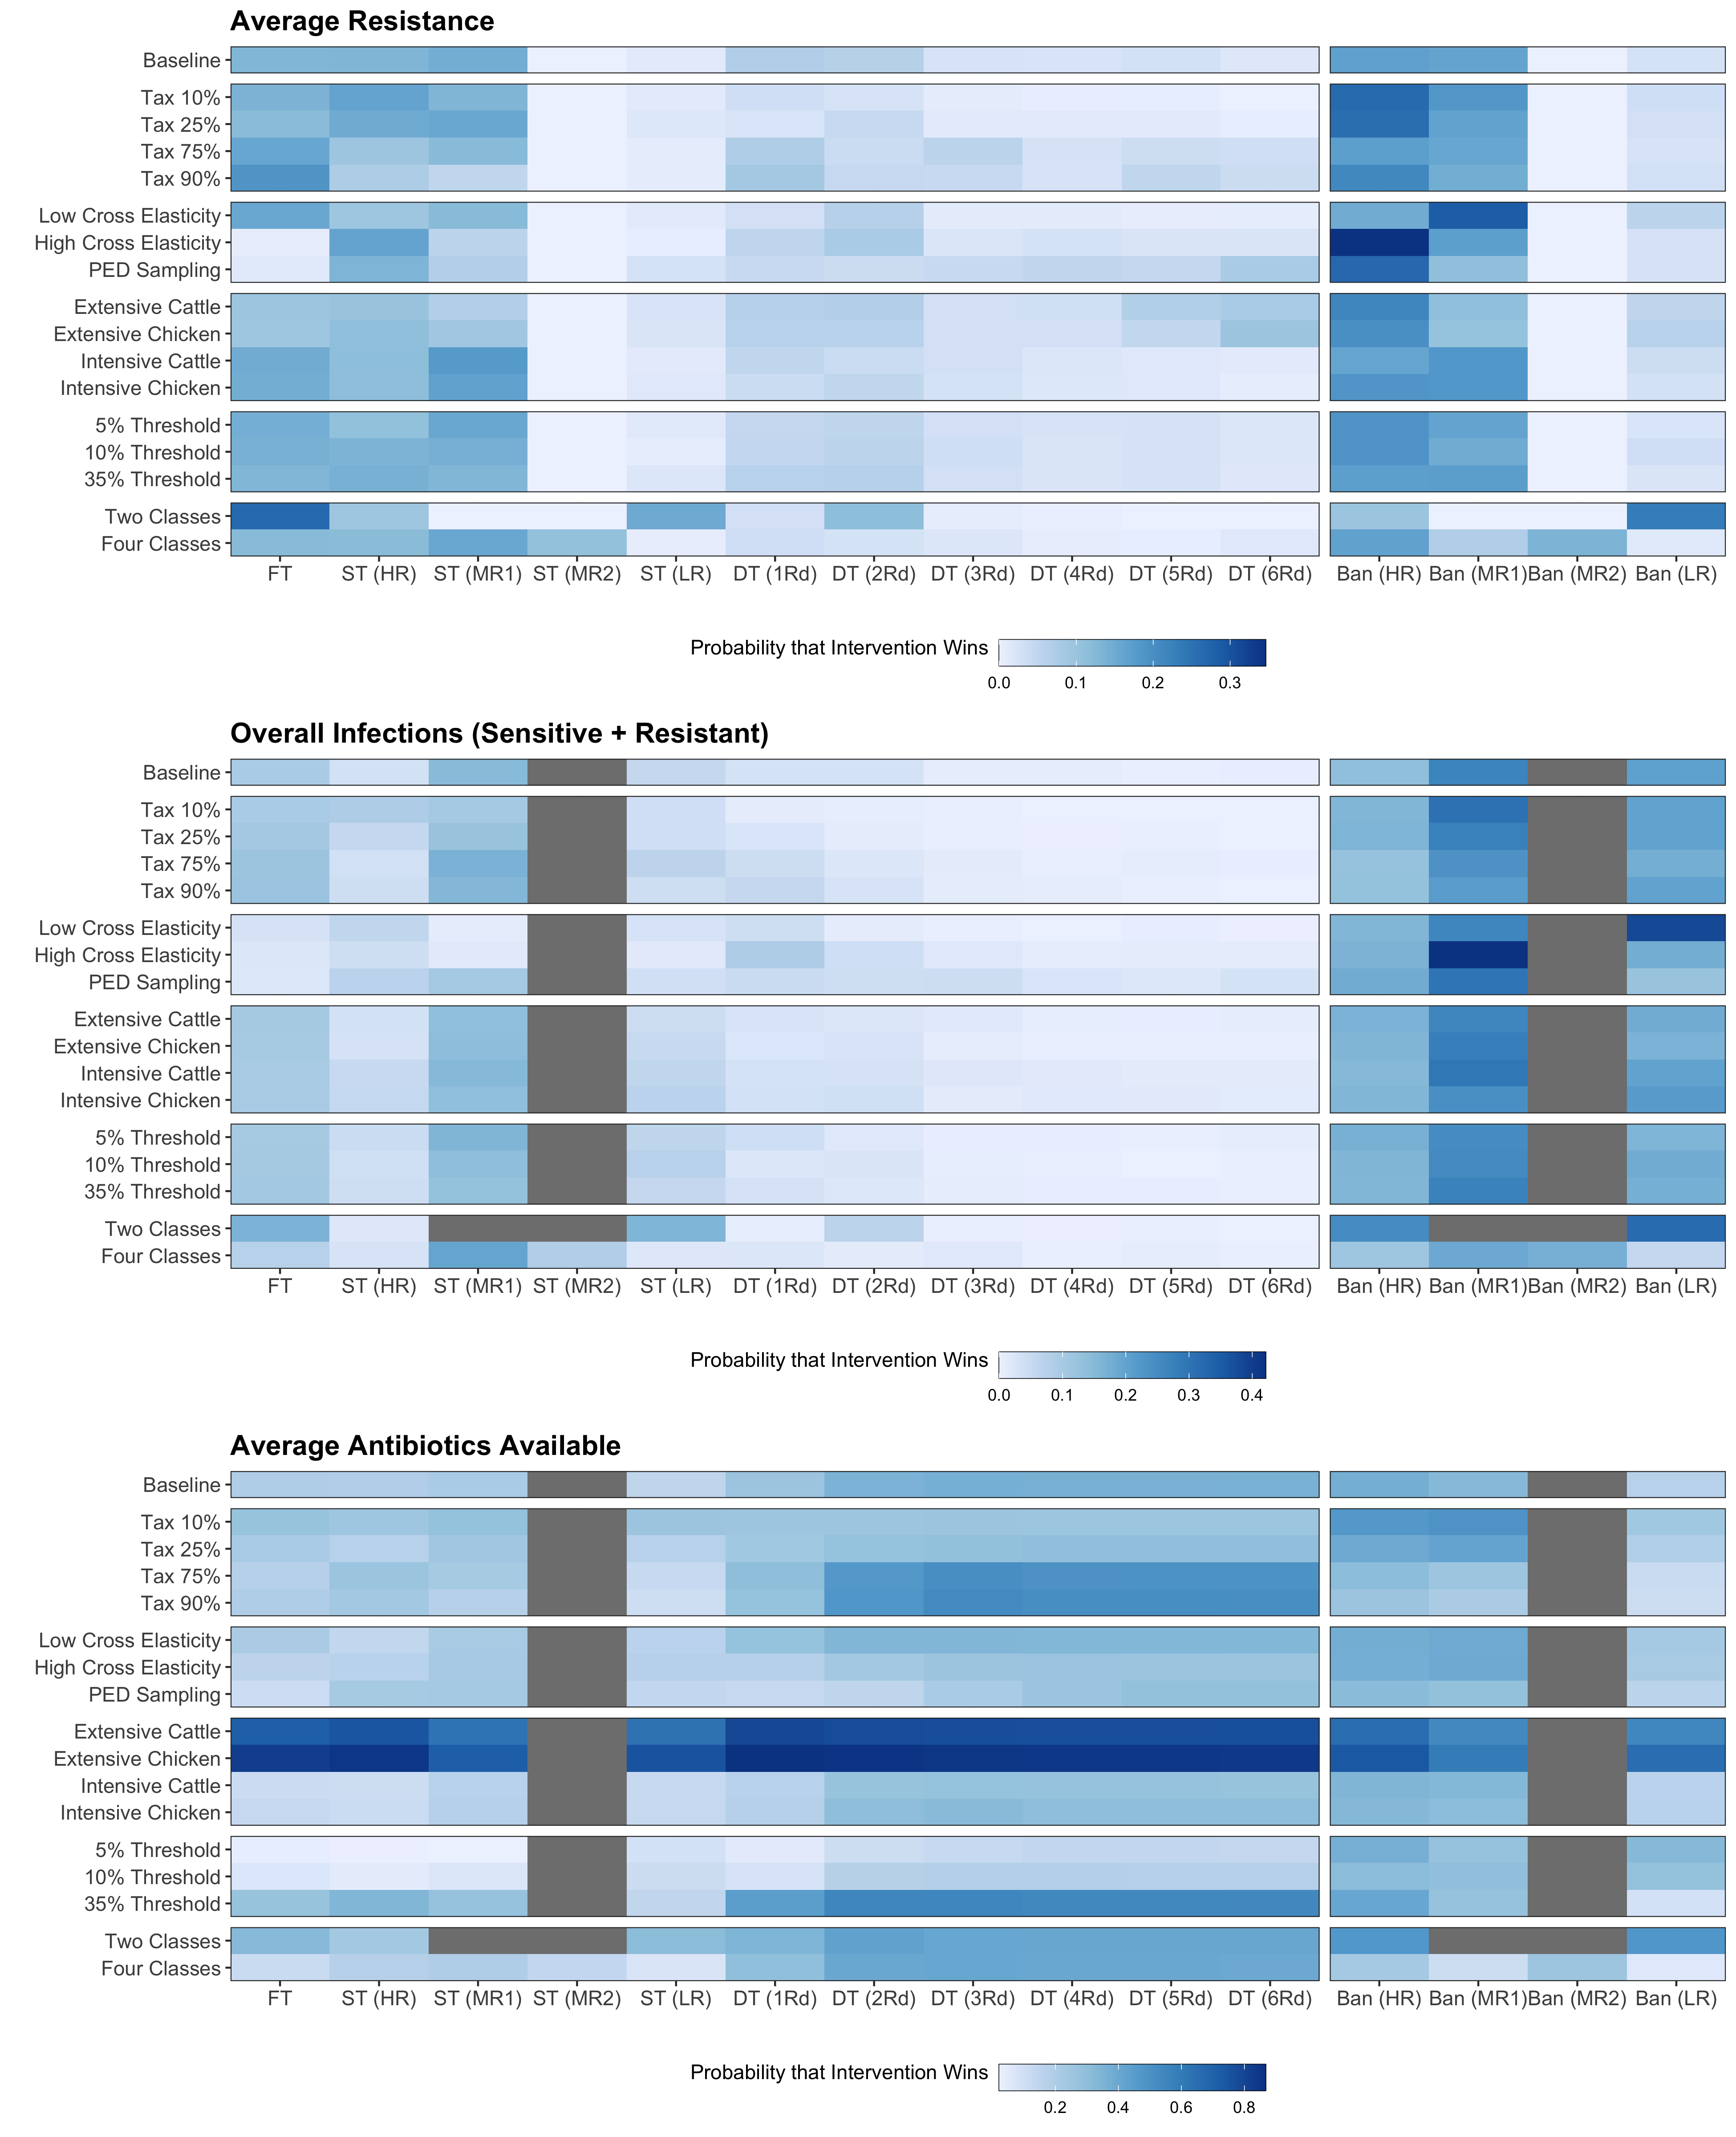 Average Resistance
Baseline
Tax 10%
Tax 25%
Tax 75%
Tax 90%
Low Cross Elasticity
High Cross Elasticity
PED Sampling
Extensive Cattle
Extensive Chicken
Intensive Cattle
Intensive Chicken
5% Threshold
10% Threshold
35% Threshold
Two Classes
Four Classes
FT ST (HR) ST (MR1) ST (MR2) ST (LR) DT (1Rd) DT (2Rd) DT (3Rd) DT (4Rd) DT (5Rd) DT (6Rd) Ban (HR) Ban (MR1) Ban (MR2) Ban (LR)
Probability that Intervention Wins
0.0 0.1 0.2 0.3
Overall Infections (Sensitive + Resistant)
Baseline
Tax 10%
Tax 25%
Tax 75%
Tax 90%
Low Cross Elasticity
High Cross Elasticity
PED Sampling
Extensive Cattle
Extensive Chicken
Intensive Cattle
Intensive Chicken
5% Threshold
10% Threshold
35% Threshold
Two Classes
Four Classes
FT ST (HR) ST (MR1) ST (MR2) ST (LR) DT (1Rd) DT (2Rd) DT (3Rd) DT (4Rd) DT (5Rd) DT (6Rd) Ban (HR) Ban (MR1) Ban (MR2) Ban (LR)
Probability that Intervention Wins
0.0 0.1 0.2 0.3 0.4
Average Antibiotics Available
Baseline
Tax 10%
Tax 25%
Tax 75%
Tax 90%
Low Cross Elasticity
High Cross Elasticity
PED Sampling
Extensive Cattle
Extensive Chicken
Intensive Cattle
Intensive Chicken
5% Threshold
10% Threshold
35% Threshold
Two Classes
Four Classes
FT ST (HR) ST (MR1) ST (MR2) ST (LR) DT (1Rd) DT (2Rd) DT (3Rd) DT (4Rd) DT (5Rd) DT (6Rd) Ban (HR) Ban (MR1) Ban (MR2) Ban (LR)
Probability that Intervention Wins
0.2 0.4 0.6 0.8